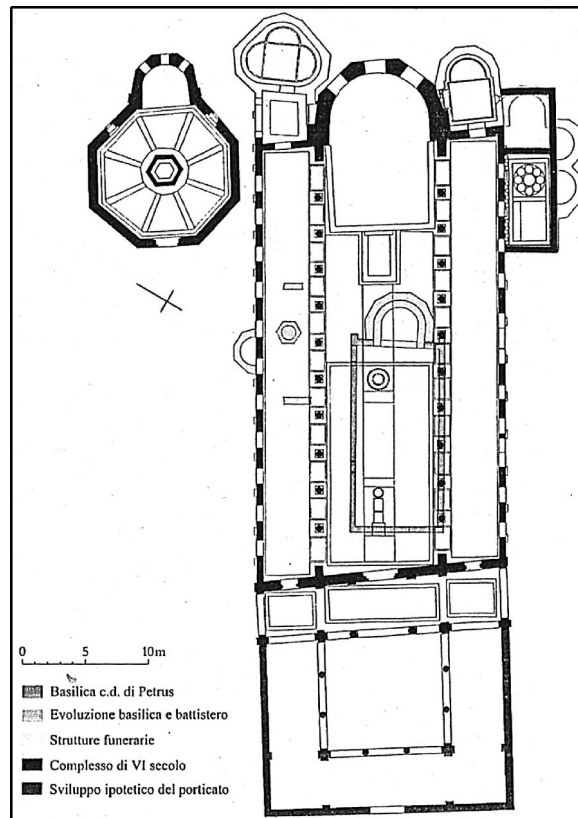 0 5 10m
Basilica c.d. di Petrus
Evoluzione basilica e battistero
Strutture funerarie
Complesso di VI secolo
Sviluppo ipotetico del porticato